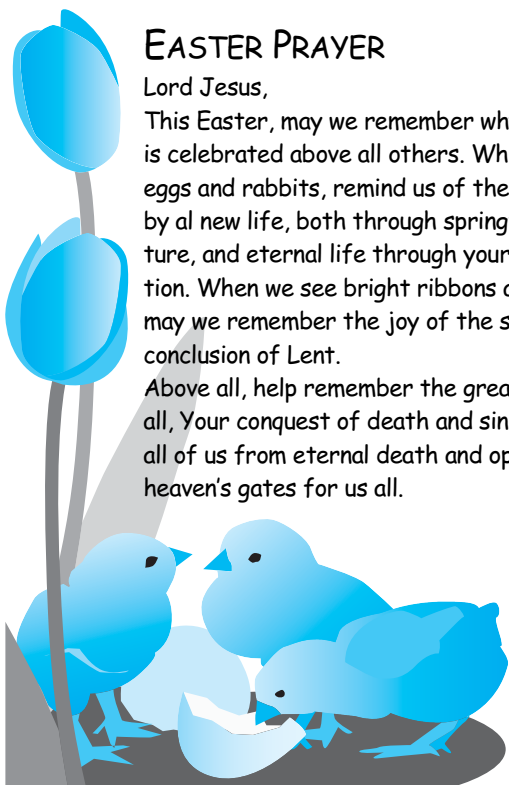 EASTER PRAYER
Lord Jesus,
This Easter, may we remember wh
is celebrated above all others. Wh
eggs and rabbits, remind us of the
by al new life, both through spring
ture, and eternal life through your
tion. When we see bright ribbons
may we remember the joy of the s
conclusion of Lent.
Above all, help remember the grea
all, Your conquest of death and sin
all of us from eternal death and op
heaven's gates for us all.